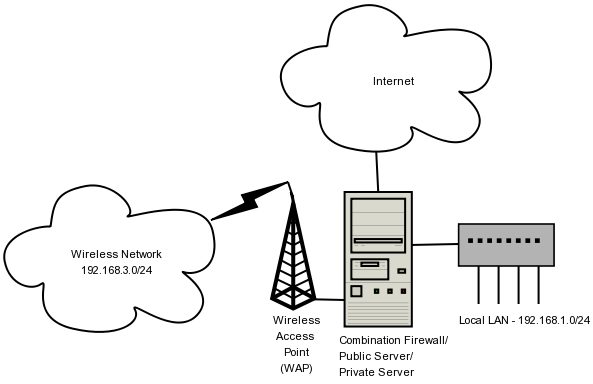 Internet
Wireless Network
192.168.3.0/24
Wireless
Access
Point
(WAP)
Combination Firewall/
Public Server/
Private Server
Local LAN - 192.168.1.0/24